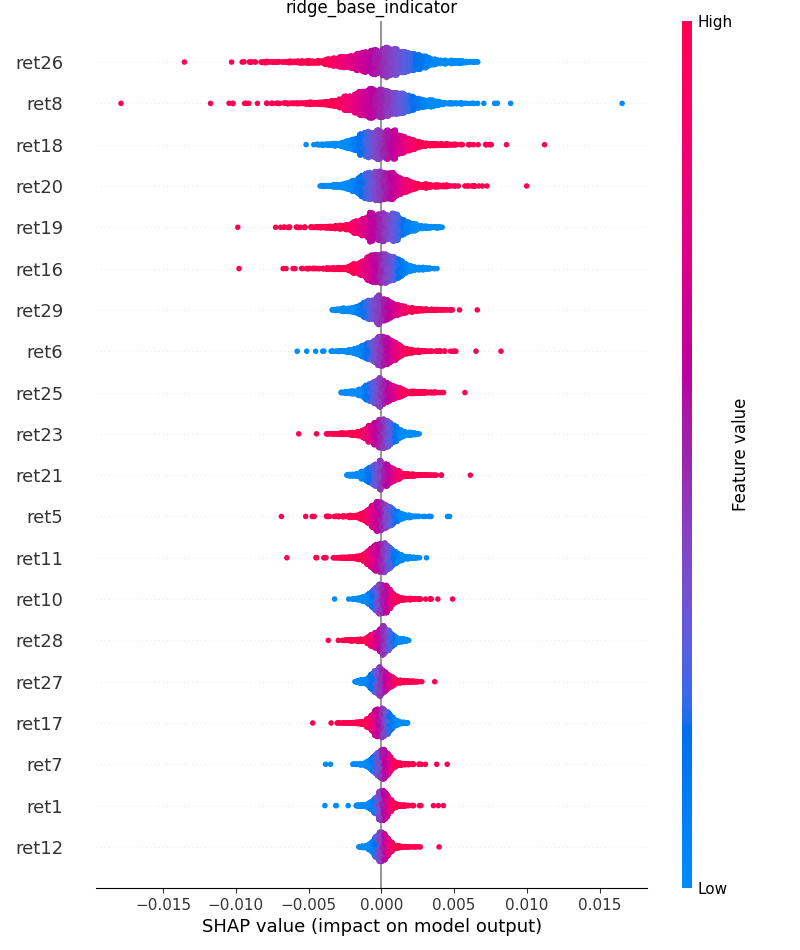 ridge_base_indicator
High
ret26
ret8
ret18
ret20
ret19
ret16
ret29
ret6
ret25
ret23
ret21
ret5
ret11
ret10
ret28
ret27
ret17
ret7
ret1
ret12
Feature value
Low
−0.015 −0.010 −0.005 0.000 0.005 0.010 0.015
SHAP value (impact on model output)